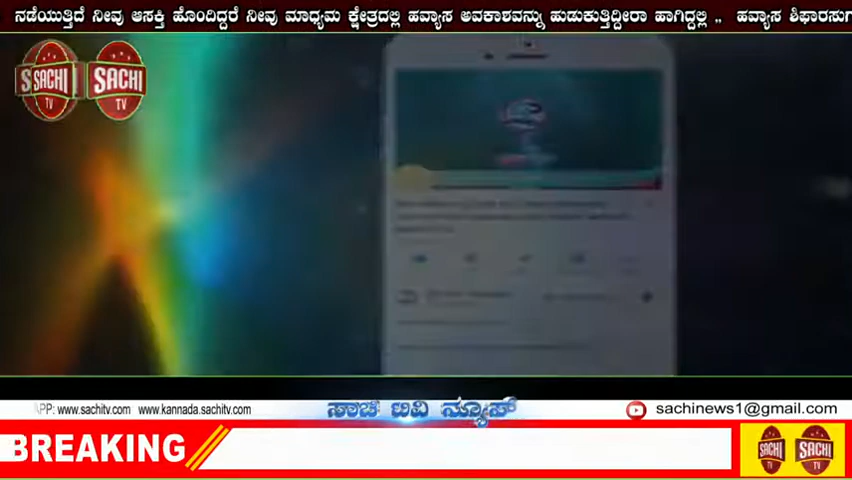 ನಡೆಯುತ್ತಿದೆ ನೀವು ಆಸಕ್ತಿ ಹೊಂದಿದ್ದರೆ ನೀವು ಮಾಧ್ಯಮ ಕ್ಷೇತ್ರದಲ್ಲಿ ಹವ್ಯಾಸ ಅವಕಾಶವನ್ನು ಹುಡುಕುತ್ತಿದ್ದೀರಾ ಹಾಗಿದ್ದಲ್ಲಿ ,, ಹವ್ಯಾಸ ಶಿಫಾರಸುಗ
SACHI TV SACHI TV
APP: www.sachitv.com www.kannada.sachitv.com ಸಾಚಿ ಟಿವಿ ನ್ಯೂಸ್ sachinews1@gmail.com
BREAKING SACHI TV SACHI TV